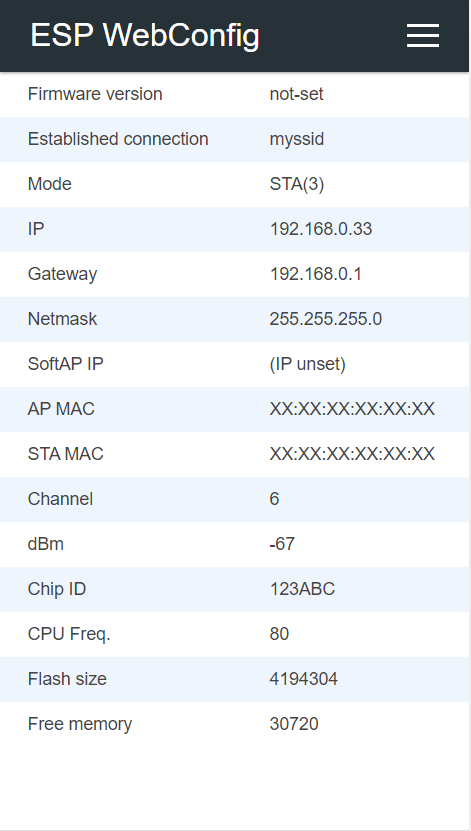 ESP WebConfig
Firmware version not-set
Established connection myssid
Mode STA(3)
IP 192.168.0.33
Gateway 192.168.0.1
Netmask 255.255.255.0
SoftAP IP (IP unset)
AP MAC XX:XX:XX:XX:XX:XX
STA MAC XX:XX:XX:XX:XX:XX
Channel 6
dBm -67
Chip ID 123ABC
CPU Freq. 80
Flash size 4194304
Free memory 30720